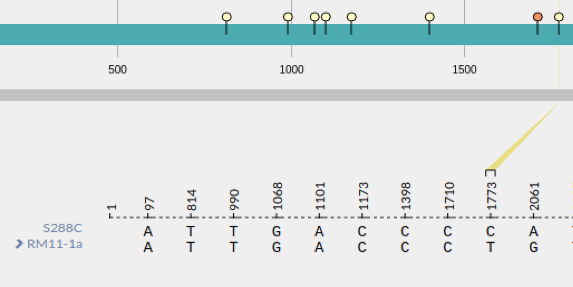 500 1000 1500
1 97 814 990 1068 1101 1173 1398 1710 1773 2061
S288C A T T G A C C C C A
RM11-1a A T T G A C C C T G